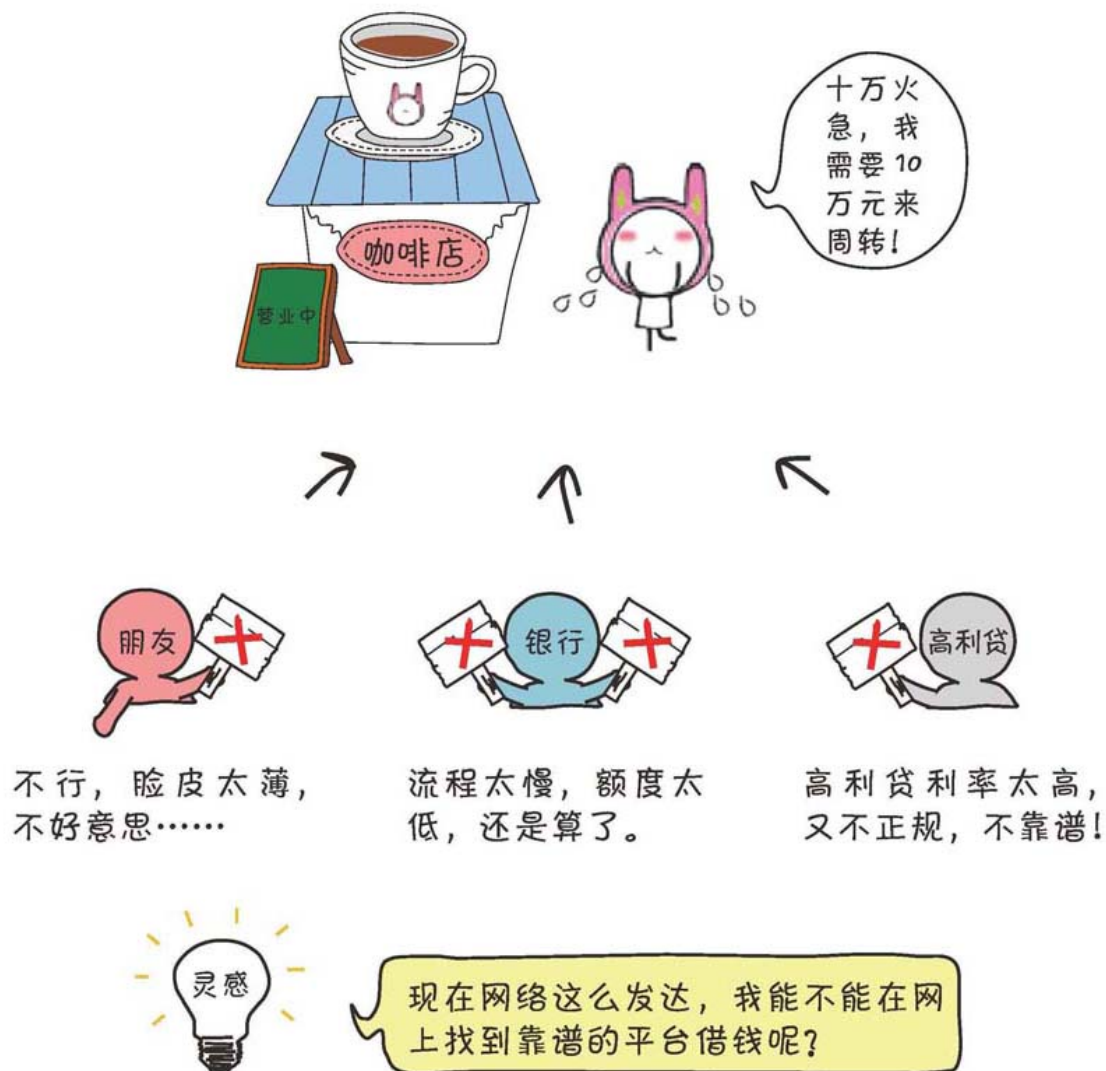 十万火
急，我
需要10
万元来
周转！
咖啡店
营业中
朋友
银行
高利贷
不行，脸皮太薄，
不好意思……
流程太慢，额度太
低，还是算了。
高利贷利率太高，
又不正规，不靠谱！
灵感
现在网络这么发达，我能不能在网
上找到靠谱的平台借钱呢？